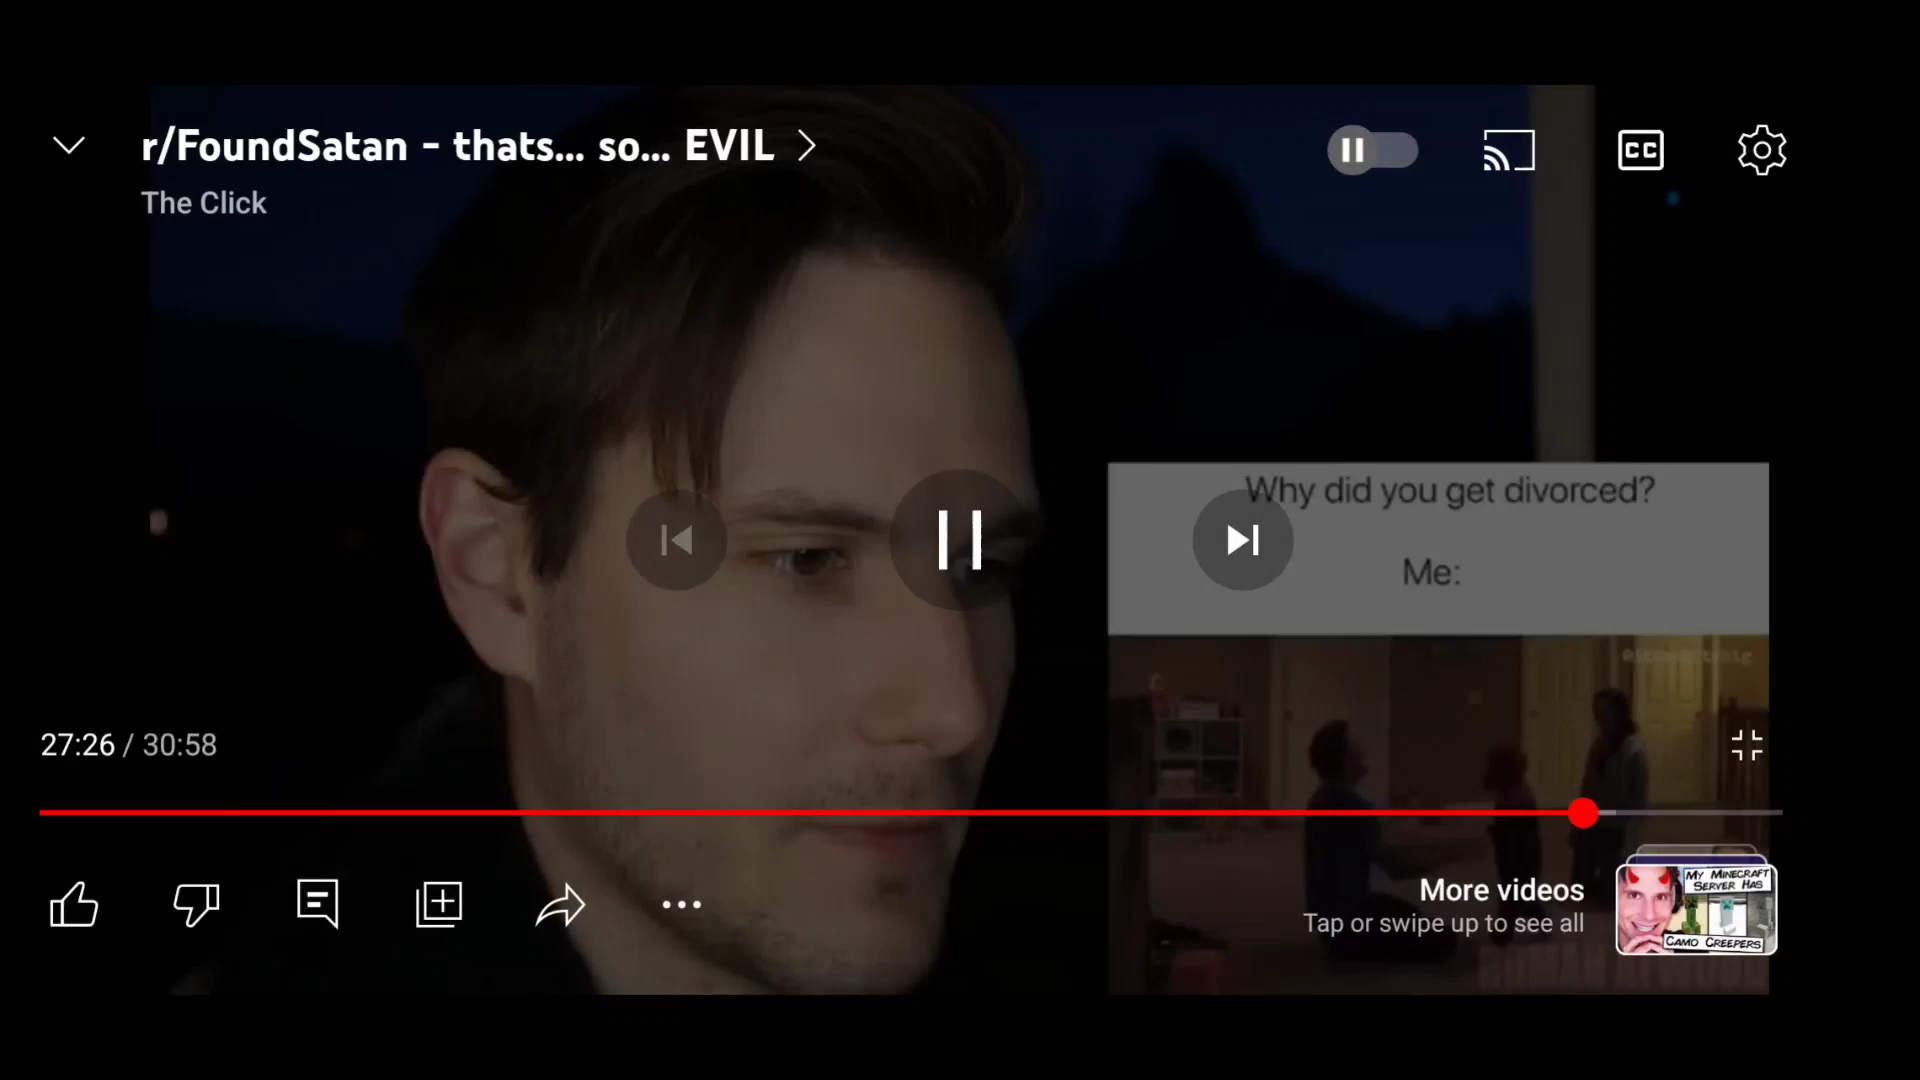 r/FoundSatan - thats... so... EVIL
The Click
CC
Why did you get divorced?
Me:
27:26 / 30:58
More videos
Tap or swipe up to see all
MY MINECRAFT
SERVER HAS
CAMO CREEPERS